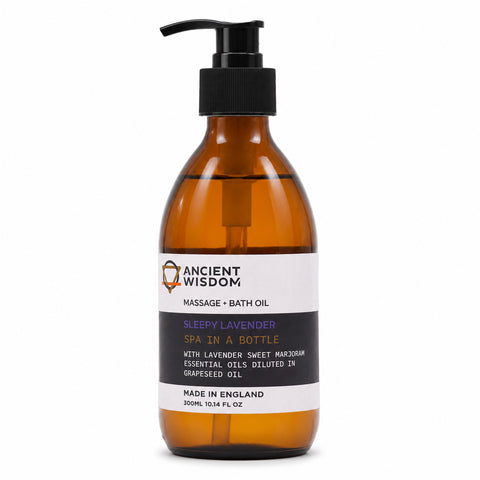 ANCIENT
WISDOM
MASSAGE + BATH OIL
SLEEPY LAVENDER
SPA IN A BOTTLE
WITH LAVENDER SWEET MARJORAM
ESSENTIAL OILS DILUTED IN
GRAPESEED OIL
MADE IN ENGLAND
300ML 10.14 FL OZ